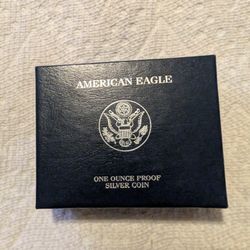 AMERICAN EAGLE
ONE OUNCE PROOF
SILVER COIN